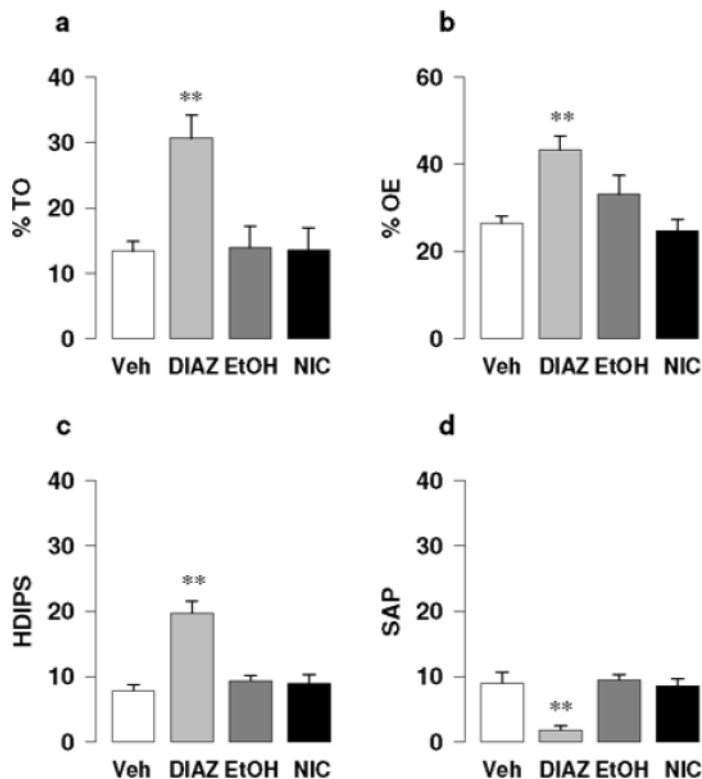 a
% TO
40
30
20
10
0
**
Veh DIAZ EtOH NIC
b
% OE
60
40
20
0
**
Veh DIAZ EtOH NIC
c
HDIPS
40
30
20
10
0
**
Veh DIAZ EtOH NIC
d
SAP
40
30
20
10
0
**
Veh DIAZ EtOH NIC